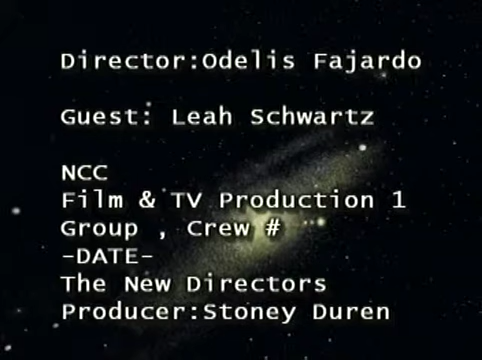 Director:Odelis Fajardo
Guest: Leah Schwartz
NCC
Film & TV Production 1
Group , Crew #
-DATE-
The New Directors
Producer:Stoney Duren